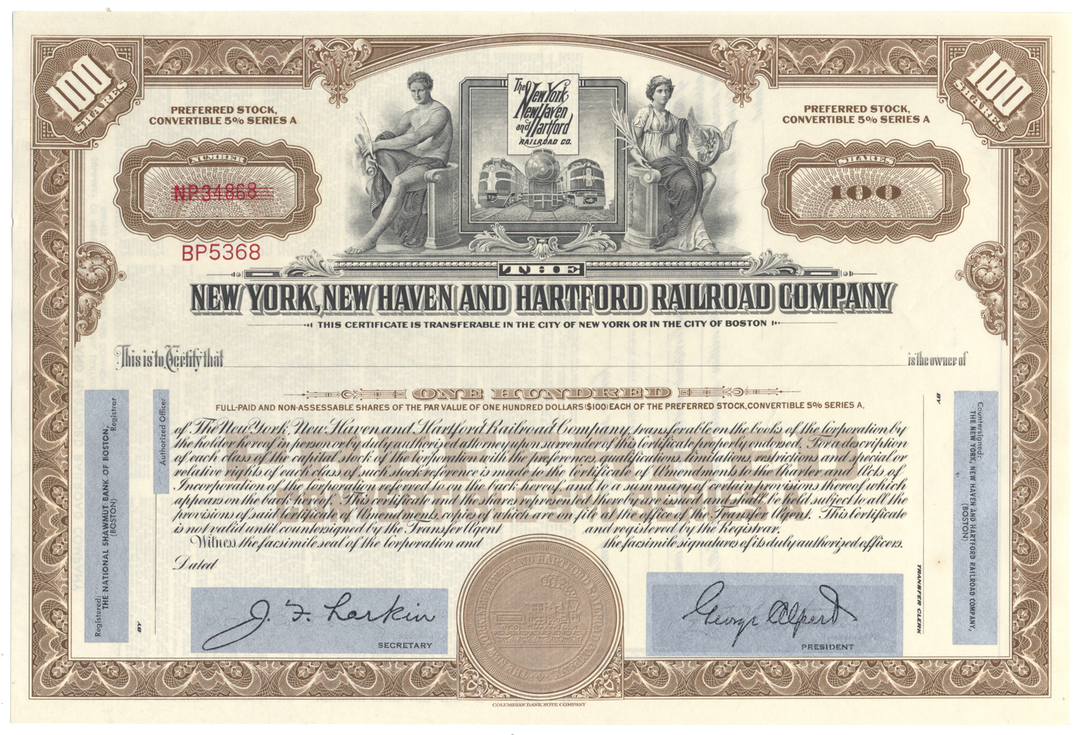 100 SHARES
100 SHARES
PREFERRED STOCK,
CONVERTIBLE 5% SERIES A
PREFERRED STOCK,
CONVERTIBLE 5% SERIES A
The
New York
New Haven
and Hartford
RAILROAD CO.
NUMBER
NP34868
BP5368
SHARES
100
THE
NEW YORK, NEW HAVEN AND HARTFORD RAILROAD COMPANY
THIS CERTIFICATE IS TRANSFERABLE IN THE CITY OF NEW YORK OR IN THE CITY OF BOSTON
This is to Certify that
is the owner of
ONE HUNDRED
FULL-PAID AND NON-ASSESSABLE SHARES OF THE PAR VALUE OF ONE HUNDRED DOLLARS ($100) EACH OF THE PREFERRED STOCK, CONVERTIBLE 5% SERIES A,
of The New York, New Haven and Hartford Railroad Company, transferable on the books of the Corporation by
the holder hereof in person or by duly authorized attorney upon surrender of this certificate properly endorsed. For a description
of each class of the capital stock of the Corporation with the preferences, qualifications, limitations, restrictions and special or
relative rights of each class of such stock reference is made to the Certificate of Amendments to the Charter and Acts of
Incorporation of the Corporation referred to on the back hereof and to a summary of certain provisions thereof which
appears on the back hereof. This certificate and the shares represented thereby are issued and shall be held subject to all the
provisions of said Certificate of Amendments, copies of which are on file at the office of the Transfer Agent. This Certificate
is not valid until countersigned by the Transfer Agent and registered by the Registrar.
Witness the facsimile seal of the Corporation and the facsimile signatures of its duly authorized officers.
Dated
Registered:
THE NATIONAL SHAWMUT BANK OF BOSTON,
(BOSTON)
Registrar
BY
Authorized Officer
Countersigned:
THE NEW YORK, NEW HAVEN AND HARTFORD RAILROAD COMPANY,
(BOSTON)
BY
TRANSFER CLERK
J. F. Larkin
SECRETARY
George Alpert
PRESIDENT
COLUMBIAN BANK NOTE COMPANY